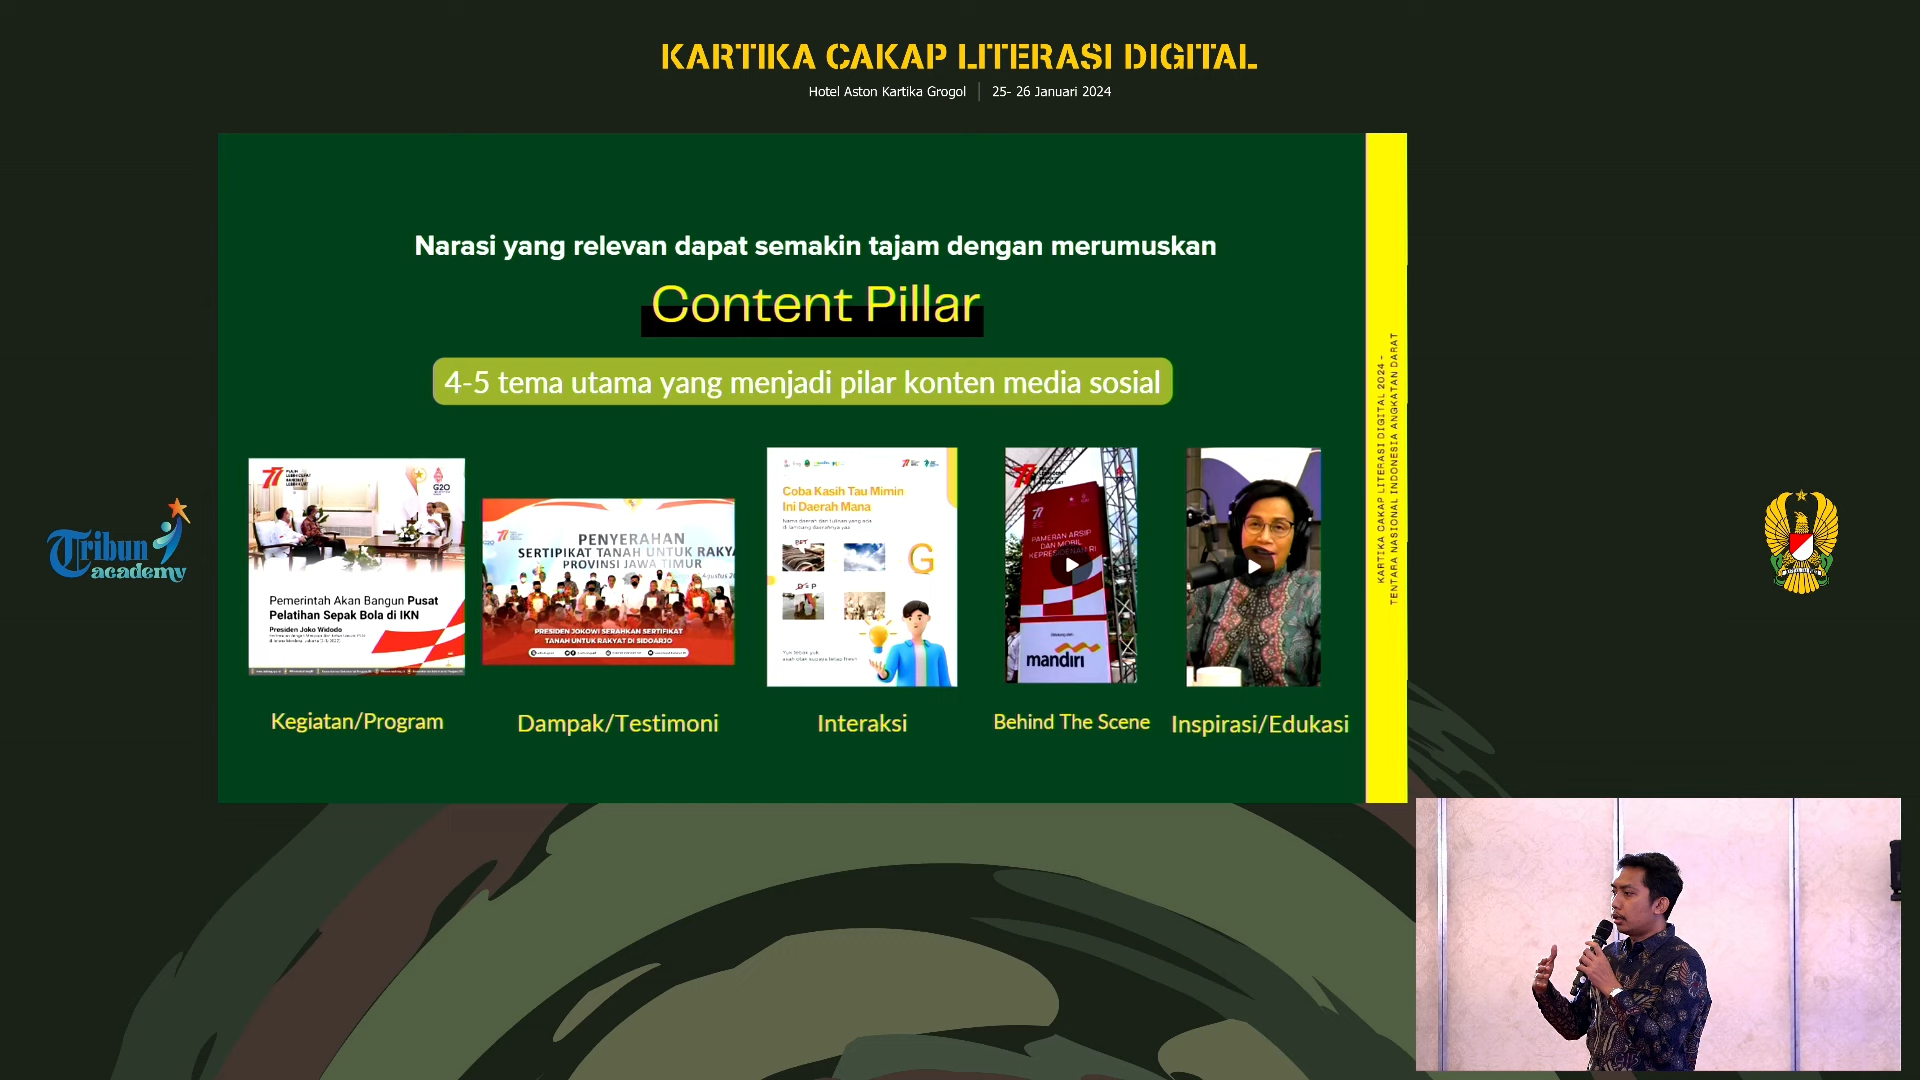 KARTIKA CAKAP LITERASI DIGITAL
Hotel Aston Kartika Grogol | 25- 26 Januari 2024
Tribun
academy
Narasi yang relevan dapat semakin tajam dengan merumuskan
Content Pillar
4-5 tema utama yang menjadi pilar konten media sosial
G20
Pemerintah Akan Bangun Pusat
Pelatihan Sepak Bola di IKN
Presiden Joko Widodo
PENYERAHAN
SERTIPIKAT TANAH UNTUK RAKYA
PROVINSI JAWA TIMUR
Agustus 20
PRESIDEN JOKOWI SERAHKAN SERTIFIKAT
TANAH UNTUK RAKYAT DI SIDOARJO
Coba Kasih Tau Mimin
Ini Daerah Mana
G
PAMERAN ARSIP
DAN MOBIL
KEPRESIDENAN RI
mandiri
Kegiatan/Program
Dampak/Testimoni
Interaksi
Behind The Scene
Inspirasi/Edukasi
KARTIKA CAKAP LITERASI DIGITAL 2024 -
TENTARA NASIONAL INDONESIA ANGKATAN DARAT